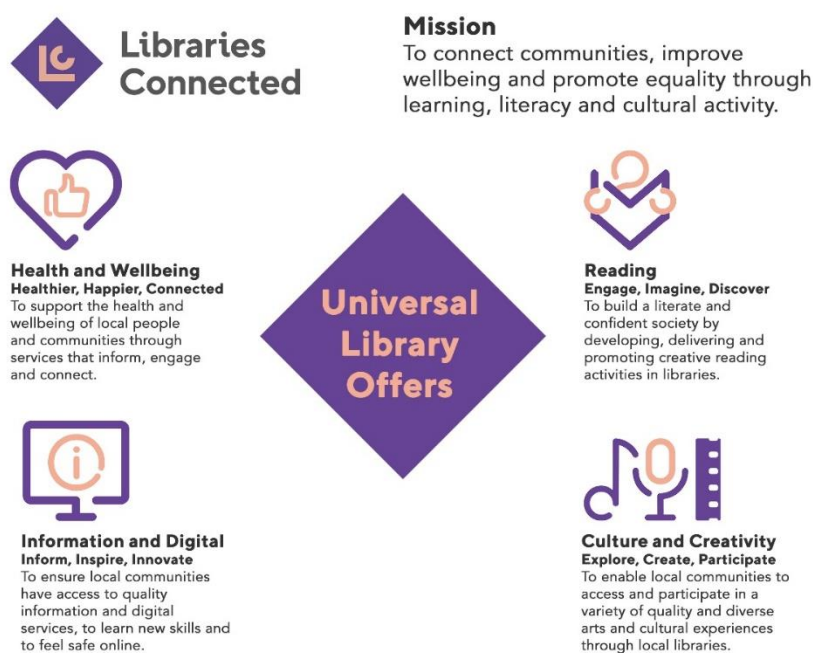 Libraries
Connected
Mission
To connect communities, improve
wellbeing and promote equality through
learning, literacy and cultural activity.
Health and Wellbeing
Healthier, Happier, Connected
To support the health and
wellbeing of local people
and communities through
services that inform, engage
and connect.
Universal
Library
Offers
Reading
Engage, Imagine, Discover
To build a literate and
confident society by
developing, delivering and
promoting creative reading
activities in libraries.
Information and Digital
Inform, Inspire, Innovate
To ensure local communities
have access to quality
information and digital
services, to learn new skills and
to feel safe online.
Culture and Creativity
Explore, Create, Participate
To enable local communities to
access and participate in a
variety of quality and diverse
arts and cultural experiences
through local libraries.